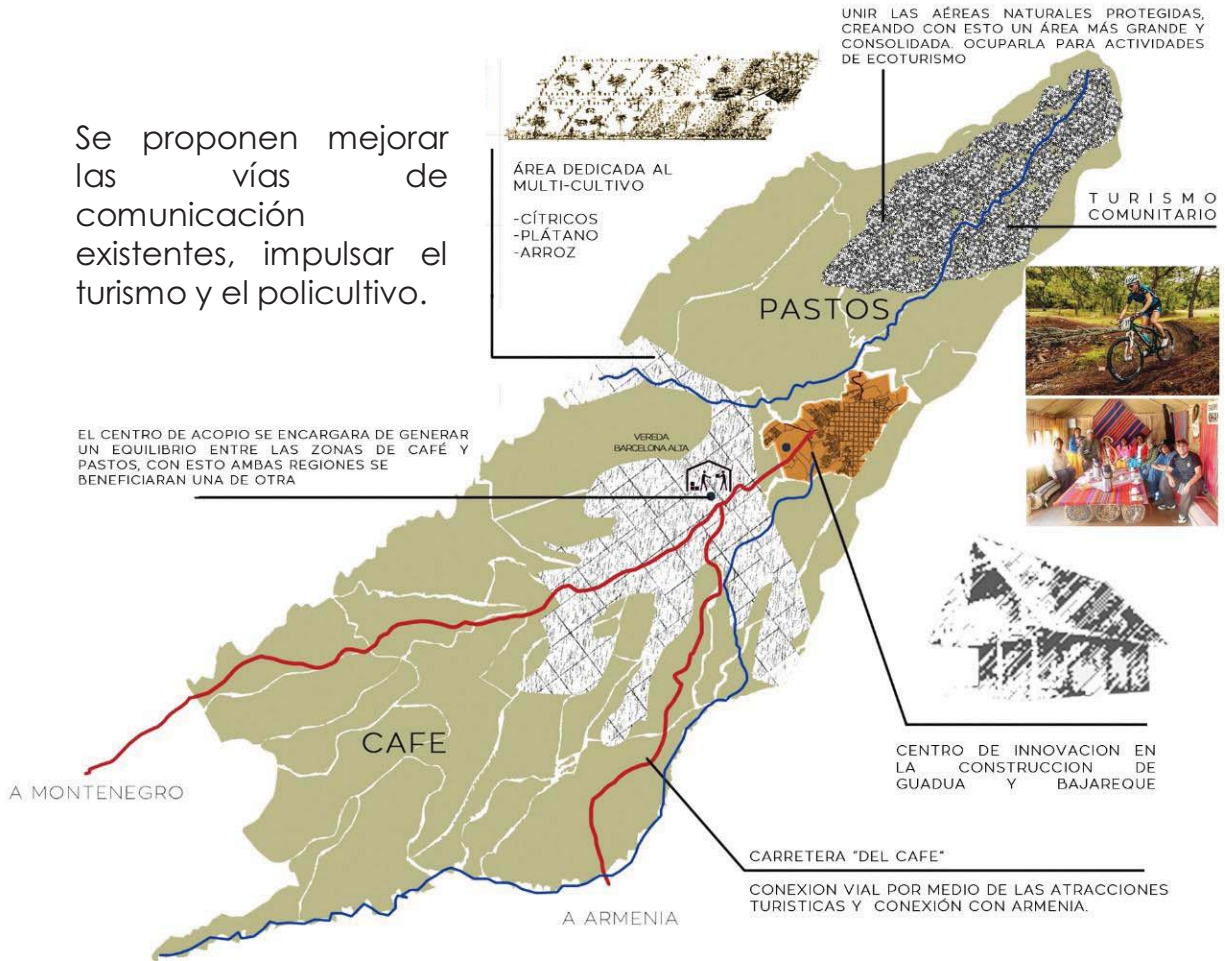 UNIR LAS AÉREAS NATURALES PROTEGIDAS,
CREANDO CON ESTO UN ÁREA MÁS GRANDE Y
CONSOLIDADA. OCUPARLA PARA ACTIVIDADES
DE ECOTURISMO
Se proponen mejorar
las vías de
comunicación
existentes, impulsar el
turismo y el policultivo.
ÁREA DEDICADA AL
MULTI-CULTIVO
-CÍTRICOS
-PLÁTANO
-ARROZ
TURISMO
COMUNITARIO
PASTOS
EL CENTRO DE ACOPIO SE ENCARGARA DE GENERAR
UN EQUILIBRIO ENTRE LAS ZONAS DE CAFÉ Y
PASTOS, CON ESTO AMBAS REGIONES SE
BENEFICIARAN UNA DE OTRA
VEREDA
BARCELONA ALTA
CAFE
A MONTENEGRO
CENTRO DE INNOVACION EN
LA CONSTRUCCION DE
GUADUA Y BAJAREQUE
CARRETERA "DEL CAFE"
CONEXION VIAL POR MEDIO DE LAS ATRACCIONES
TURISTICAS Y CONEXIÓN CON ARMENIA.
A ARMENIA